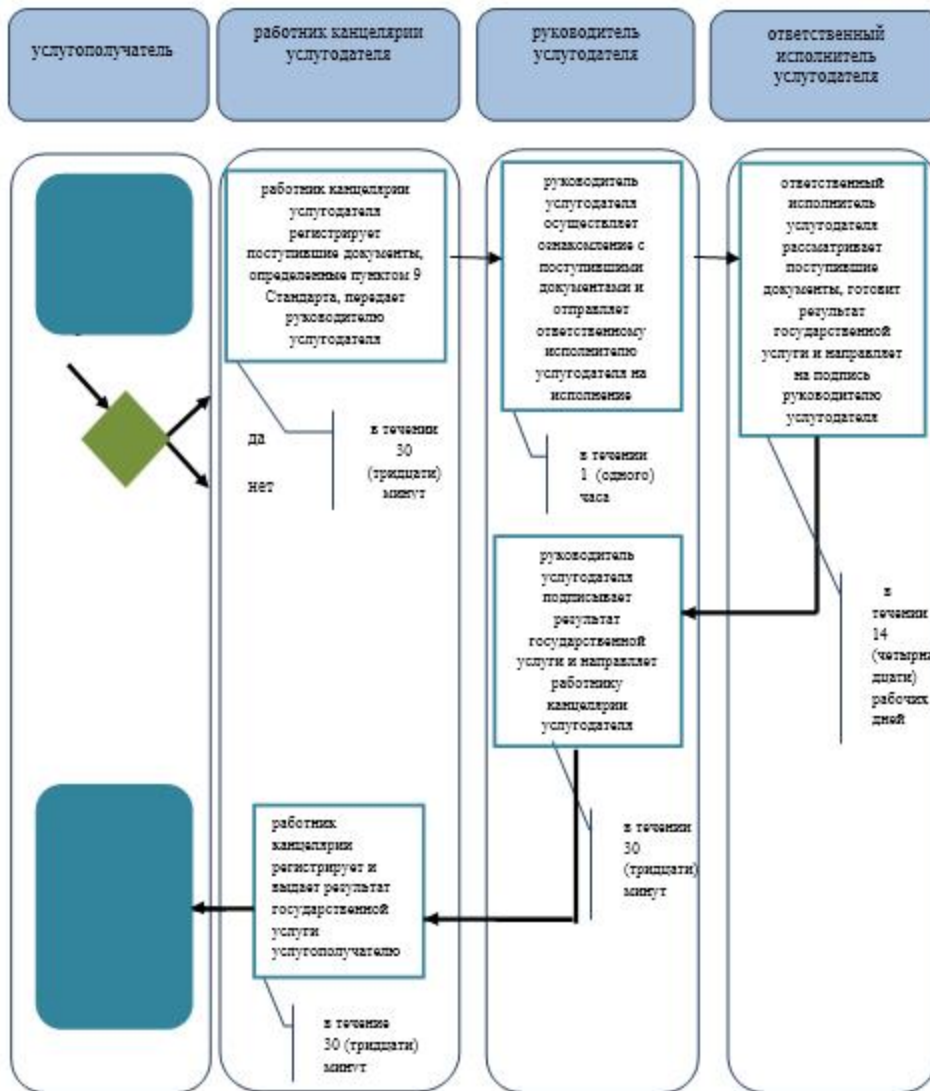 услугополучатель
работник канцелярии
услугодателя
руководитель
услугодателя
ответственный
исполнитель
услугодателя
работник канцелярии
услугодателя
регистрирует
поступившие документы,
определенные пунктом 9
Стандарта, передает
руководителю
услугодателя
руководитель
услугодателя
осуществляет
ознакомление с
поступившими
документами и
отправляет
ответственному
исполнителю
услугодателя на
исполнение
ответственный
исполнитель
услугодателя
рассматривает
поступившие
документы, готовит
результат
государственной
услуги и направляет
на подпись
руководителю
услугодателя
да
нет
в течении
30
(тридцати)
минут
в течении
1 (одного)
часа
в
течении
14
(четырна
дцати)
рабочих
дней
руководитель
услугодателя
подписывает
результат
государственной
услуги и направляет
работнику
канцелярии
услугодателя
в течении
30
(тридцати)
минут
работник
канцелярии
регистрирует и
выдает результат
государственной
услуги
услугополучателю
в течение
30 (тридцати)
минут